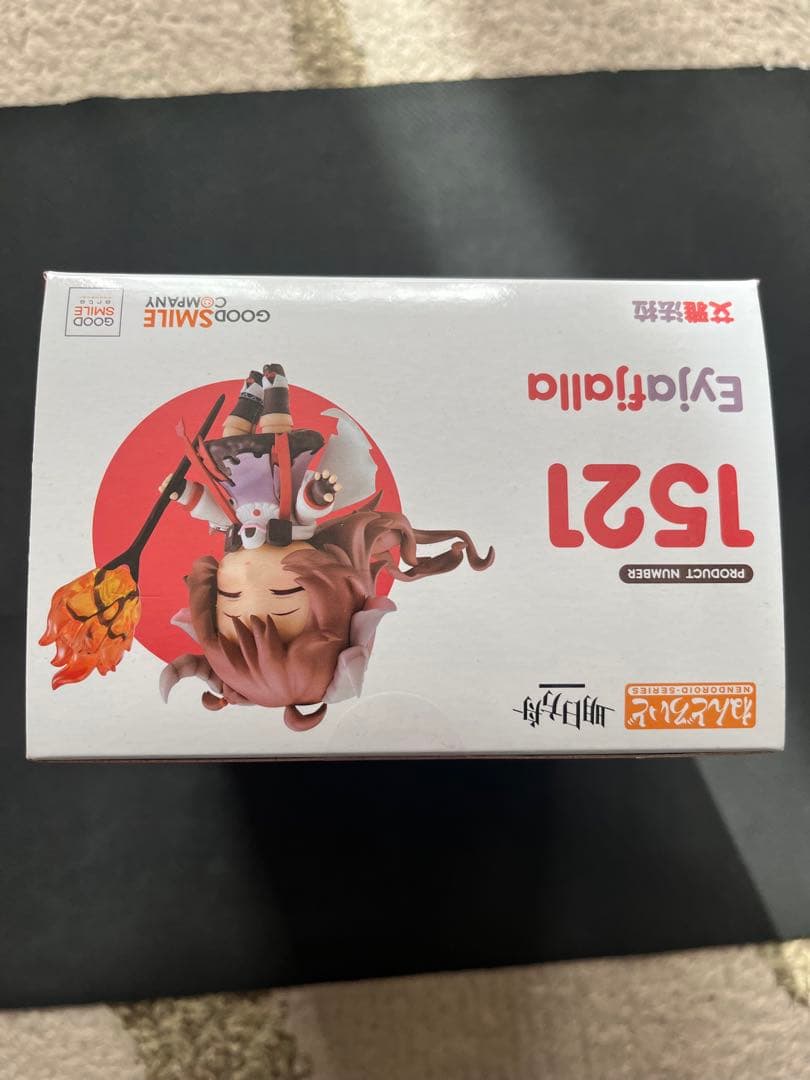 ねんどろいど
NENDOROID-SERIES
明日方舟
PRODUCT NUMBER
1521
Eyjafjalla
艾雅法拉
GOOD SMILE
COMPANY
GOOD
SMILE
arts